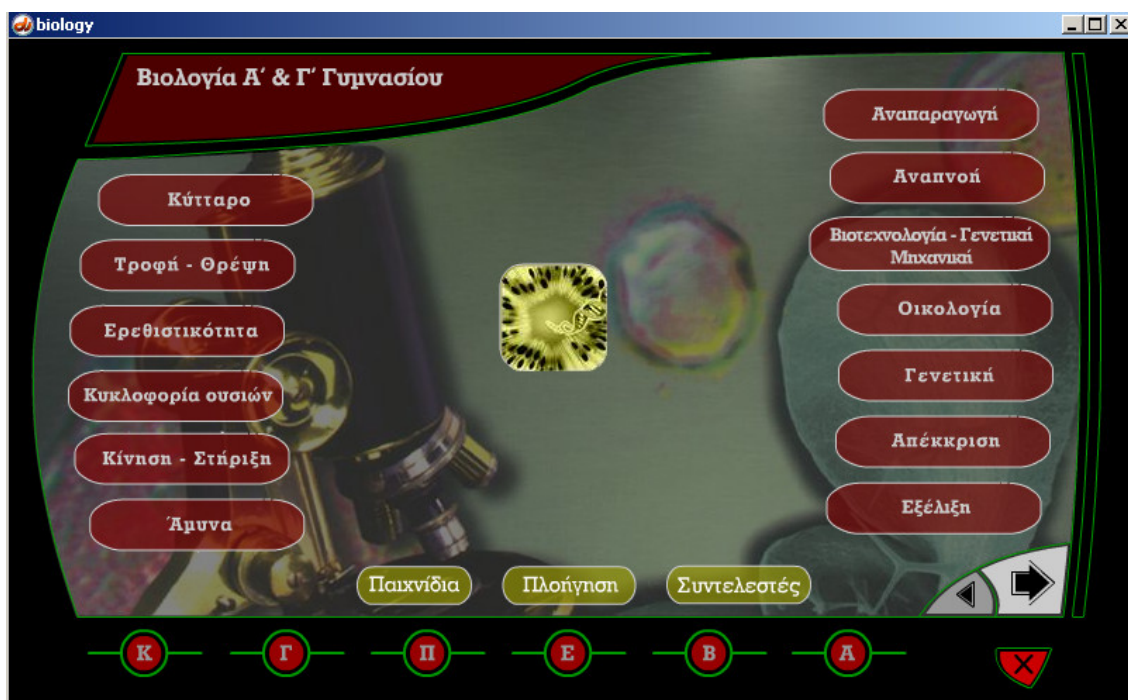 biology
Βιολογία Α΄ & Γ΄ Γυμνασίου
Κύτταρο
Τροφή - Θρέψη
Ερεθιστικότητα
Κυκλοφορία ουσιών
Κίνηση - Στήριξη
Άμυνα
Αναπαραγωγή
Αναπνοή
Βιοτεχνολογία - Γενετική
Μηχανική
Οικολογία
Γενετική
Απέκκριση
Εξέλιξη
Παιχνίδια
Πλοήγηση
Συντελεστές
Κ
Γ
Π
Ε
Β
Α